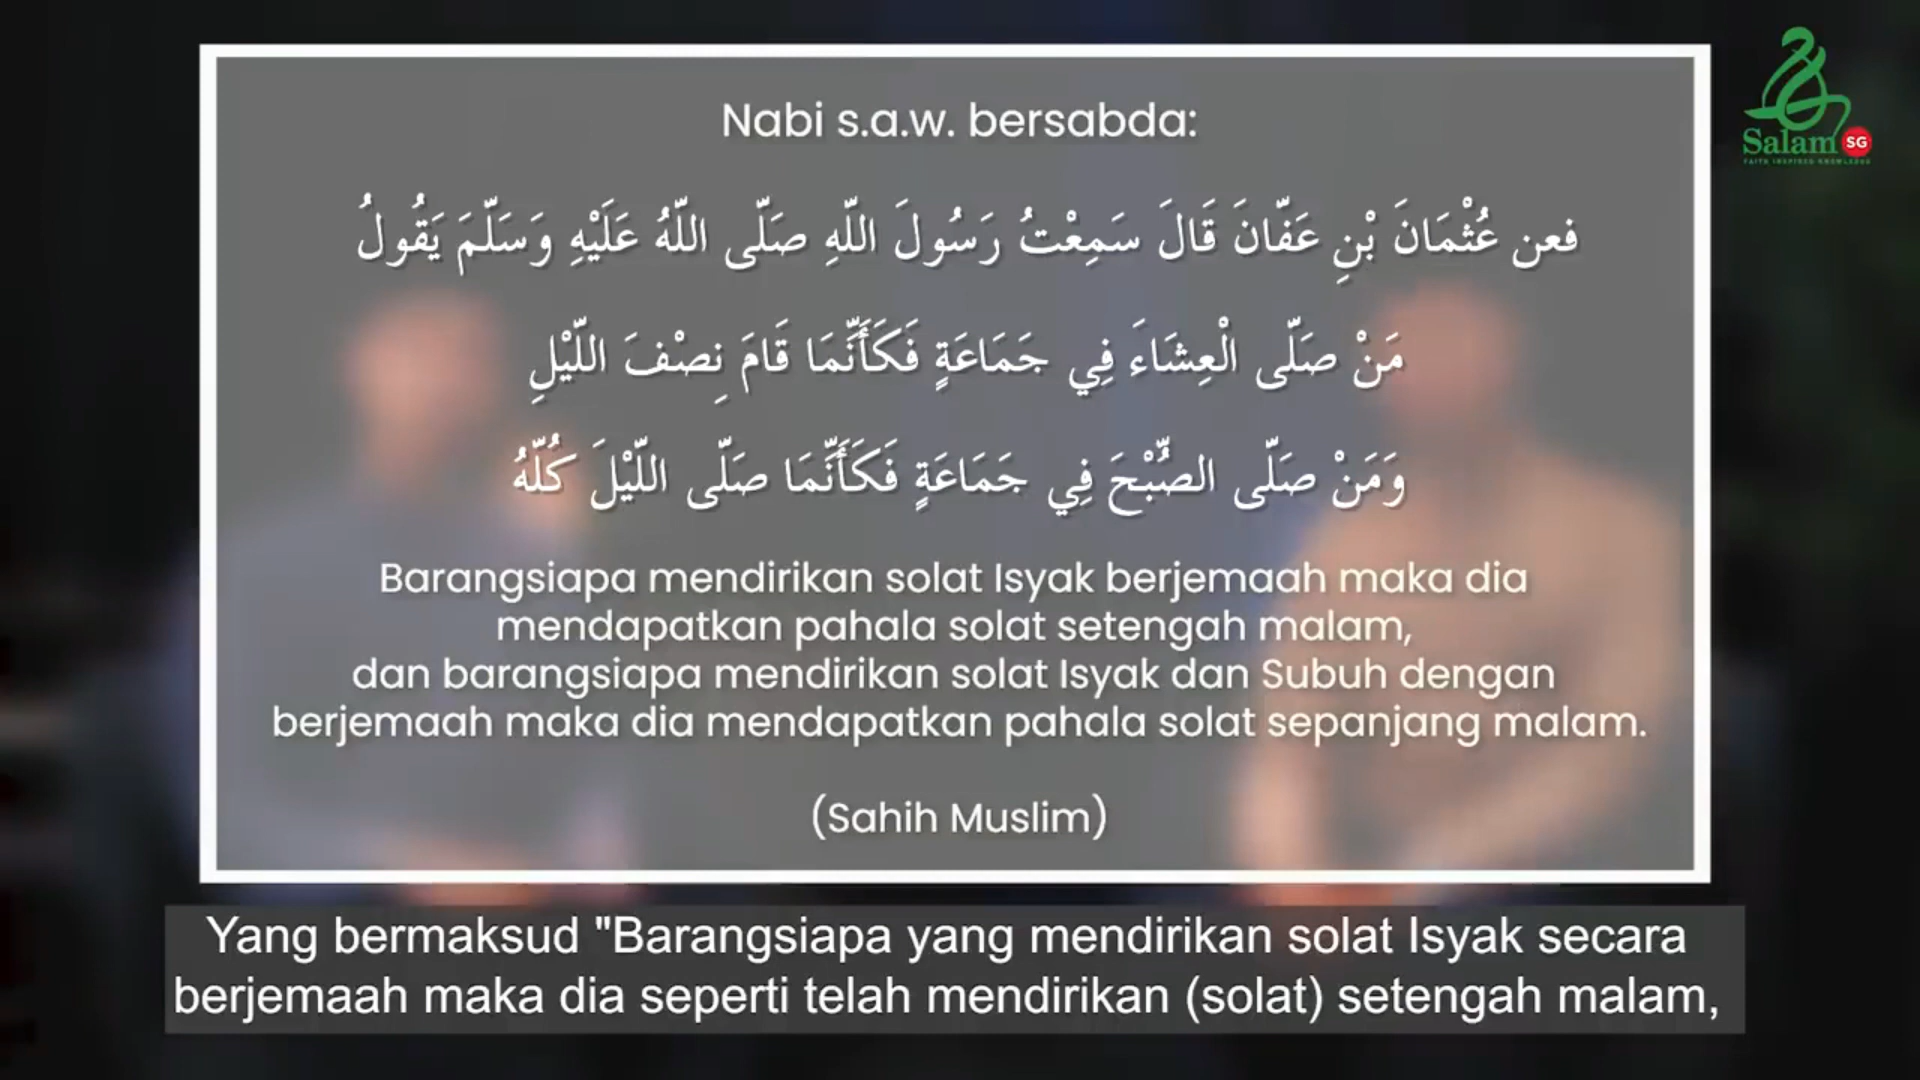 Nabi s.a.w. bersabda:
فعن عُثْمَانَ بْنِ عَفَّانَ قَالَ سَمِعْتُ رَسُولَ اللّهِ صَلّى اللّهُ عَلَيْهِ وَسَلّمَ يَقُولُ
مَنْ صَلّى الْعِشَاءَ فِي جَمَاعَةٍ فَكَأَنَّمَا قَامَ نِصْفَ اللّيْلِ
وَمَنْ صَلّى الصُّبْحَ فِي جَمَاعَةٍ فَكَأَنَّمَا صَلّى اللّيْلَ كُلّهُ
Barangsiapa mendirikan solat Isyak berjemaah maka dia
mendapatkan pahala solat setengah malam,
dan barangsiapa mendirikan solat Isyak dan Subuh dengan
berjemaah maka dia mendapatkan pahala solat sepanjang malam.
(Sahih Muslim)
Yang bermaksud "Barangsiapa yang mendirikan solat Isyak secara
berjemaah maka dia seperti telah mendirikan (solat) setengah malam,
Salam SG
FAITH INSPIRED KNOWLEDGE